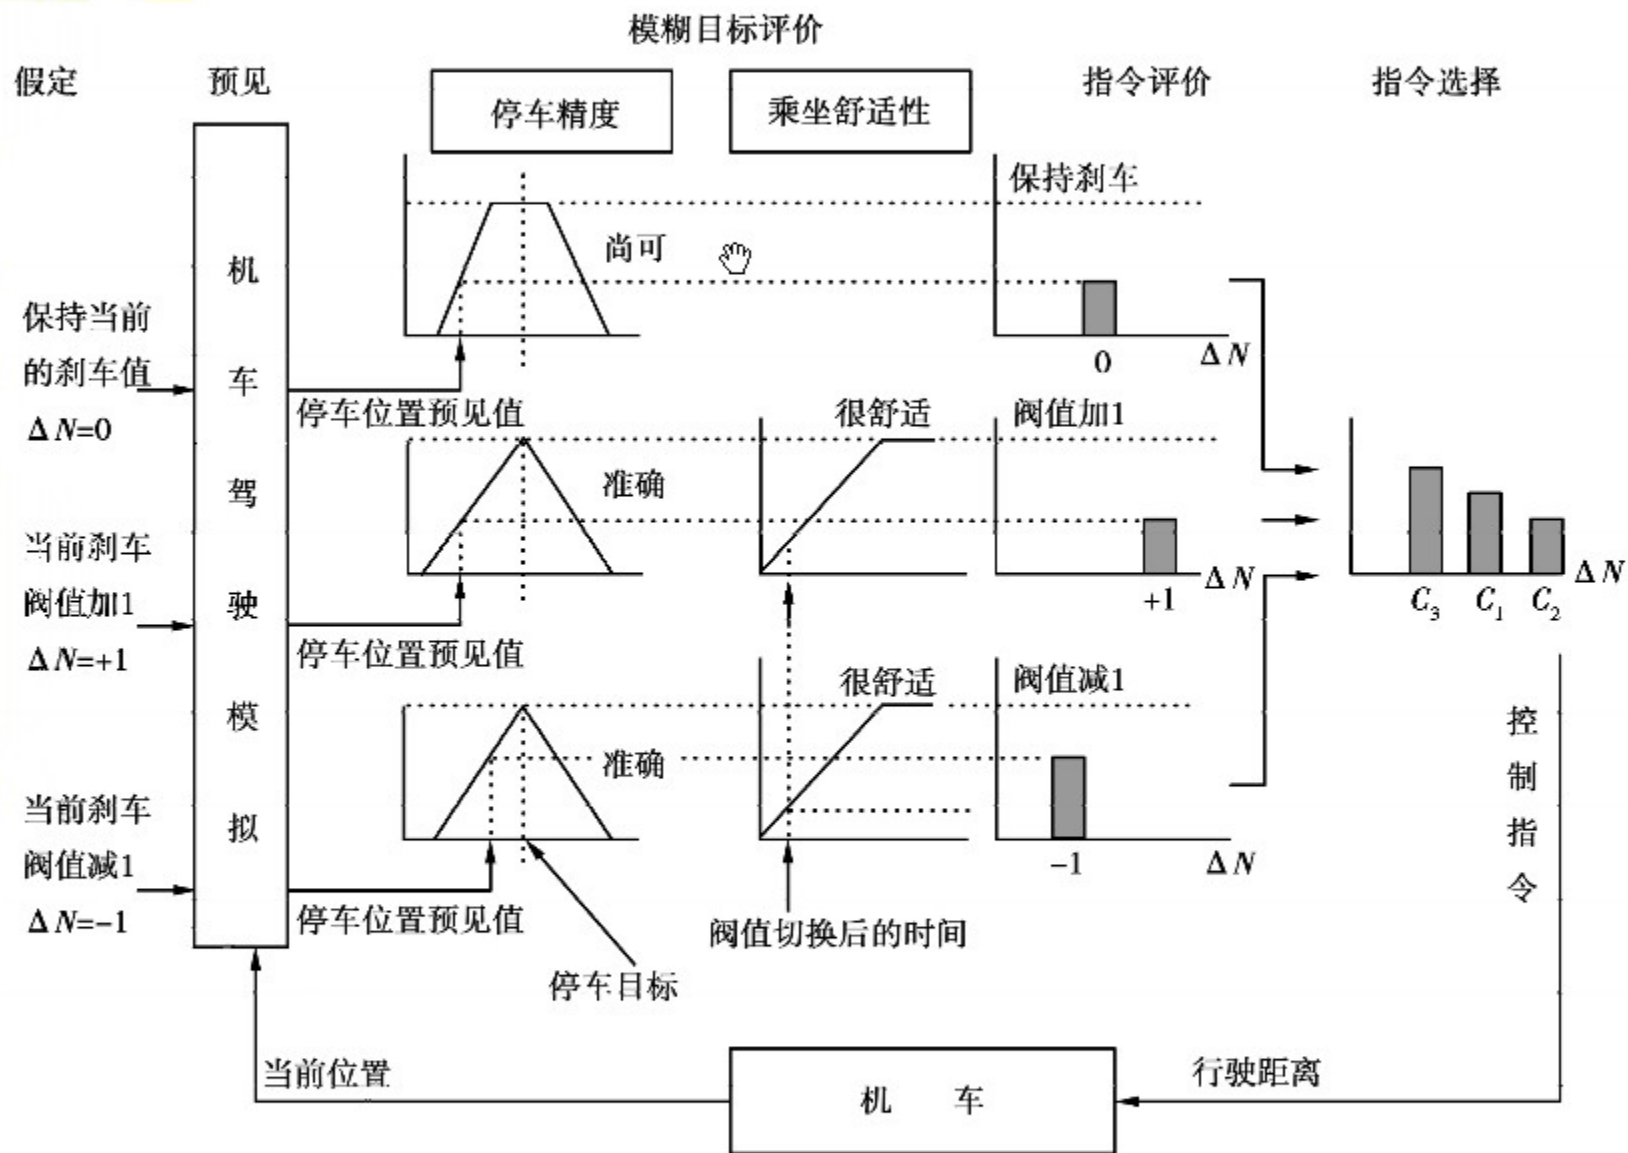 模糊目标评价
假定
预见
停车精度
乘坐舒适性
指令评价
指令选择
机
车
驾
驶
模
拟
保持当前
的刹车值
ΔN=0
停车位置预见值
尚可
保持刹车
0
ΔN
当前刹车
阀值加1
ΔN=+1
停车位置预见值
准确
很舒适
阀值加1
+1
ΔN
当前刹车
阀值减1
ΔN=-1
停车位置预见值
准确
很舒适
阀值减1
-1
ΔN
阀值切换后的时间
停车目标
C₃
C₁
C₂
ΔN
控
制
指
令
当前位置
机 车
行驶距离